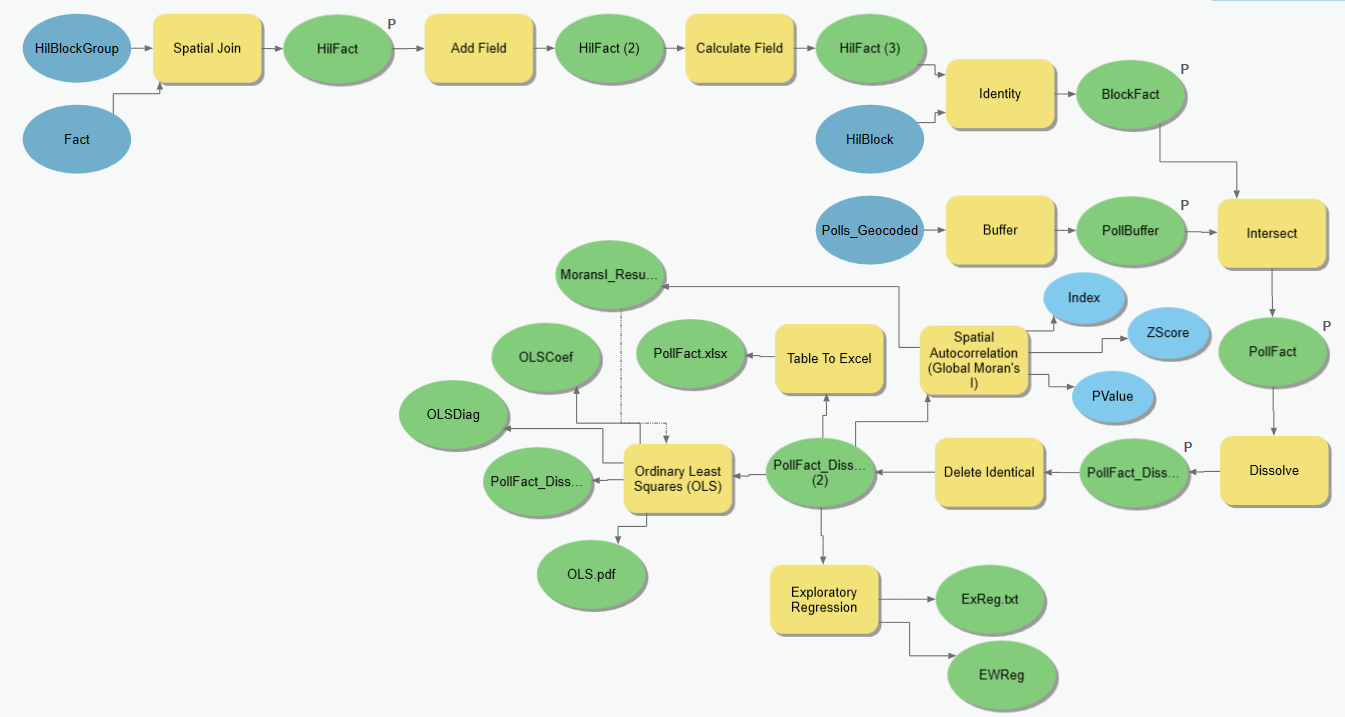 P
HilBlockGroup
Spatial Join
HilFact
Add Field
HilFact (2)
Calculate Field
HilFact (3)
P
Identity
BlockFact
Fact
HilBlock
P
Polls_Geocoded
Buffer
PollBuffer
Intersect
MoransI_Resu...
Index
P
ZScore
OLSCoef
PollFact.xlsx
Table To Excel
Spatial
Autocorrelation
(Global Moran's
I)
PollFact
PValue
OLSDiag
P
PollFact_Diss...
Ordinary Least
Squares (OLS)
PollFact_Diss...
(2)
Delete Identical
PollFact_Diss...
Dissolve
OLS.pdf
Exploratory
Regression
ExReg.txt
EWReg